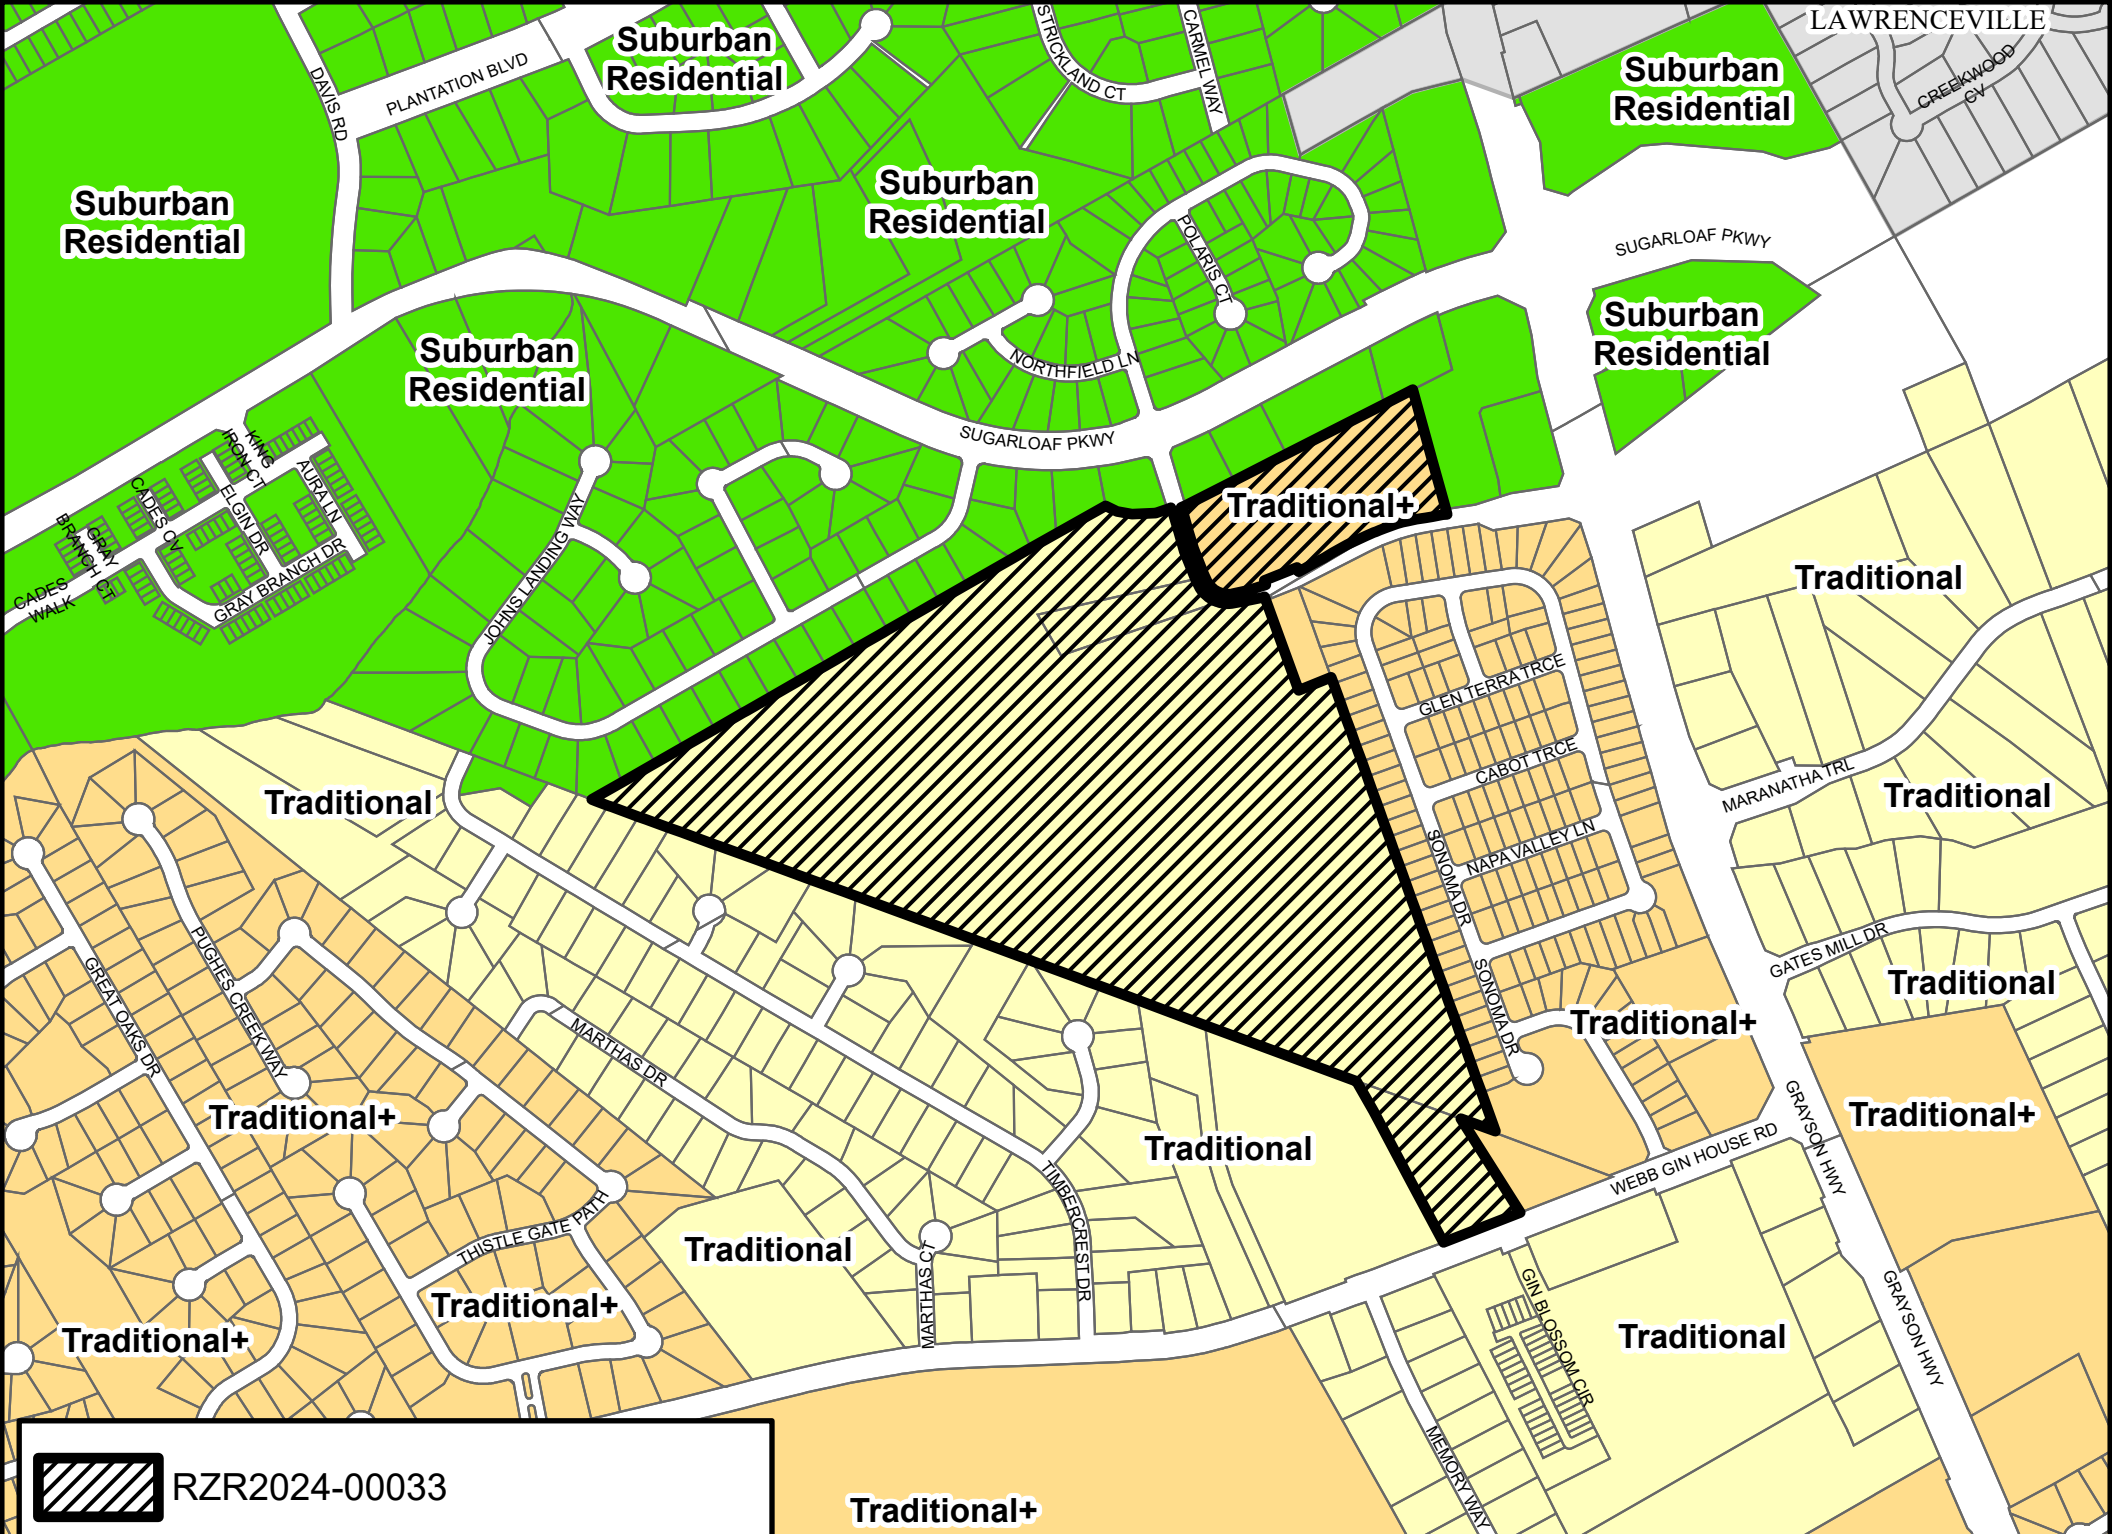 LAWRENCEVILLE
Suburban
Residential
STRICKLAND CT
CARMEL WAY
DAVIS RD
PLANTATION BLVD
Suburban
Residential
CREEKWOOD
CV
Suburban
Residential
Suburban
Residential
POLARIS CT
SUGARLOAF PKWY
Suburban
Residential
Suburban
Residential
NORTHFIELD LN
SUGARLOAF PKWY
KING
IRON CT
AURA LN
ELGIN DR
CADES CV
GRAY
BRANCH CT
GRAY BRANCH DR
CADES
WALK
JOHNS LANDING WAY
Traditional+
Traditional
GLEN TERRA TRCE
CABOT TRCE
NAPA VALLEY LN
SONOMA DR
MARANATHA TRL
Traditional
Traditional
GATES MILL DR
Traditional
PUGHES CREEK WAY
GREAT OAKS DR
MARTHAS DR
SONOMA DR
Traditional+
Traditional+
Traditional
GRAYSON HWY
Traditional+
WEBB GIN HOUSE RD
TIMBERCREST DR
THISTLE GATE PATH
Traditional
MARTHAS CT
Traditional+
Traditional+
GIN BLOSSOM CIR
Traditional
GRAYSON HWY
MEMORY WAY
RZR2024-00033
Traditional+